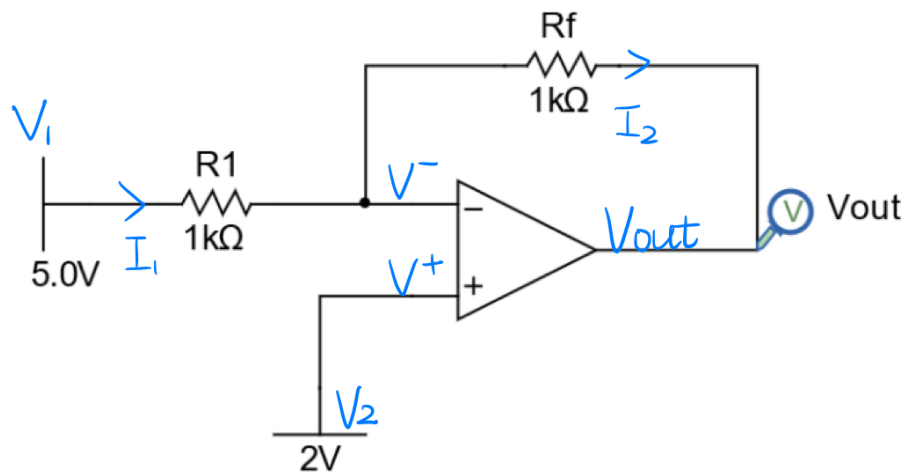 Rf
1kΩ
I₂
V₁
R1
1kΩ
I₁
5.0V
V⁻
−
V⁺
+
Vout
V
Vout
V2
2V